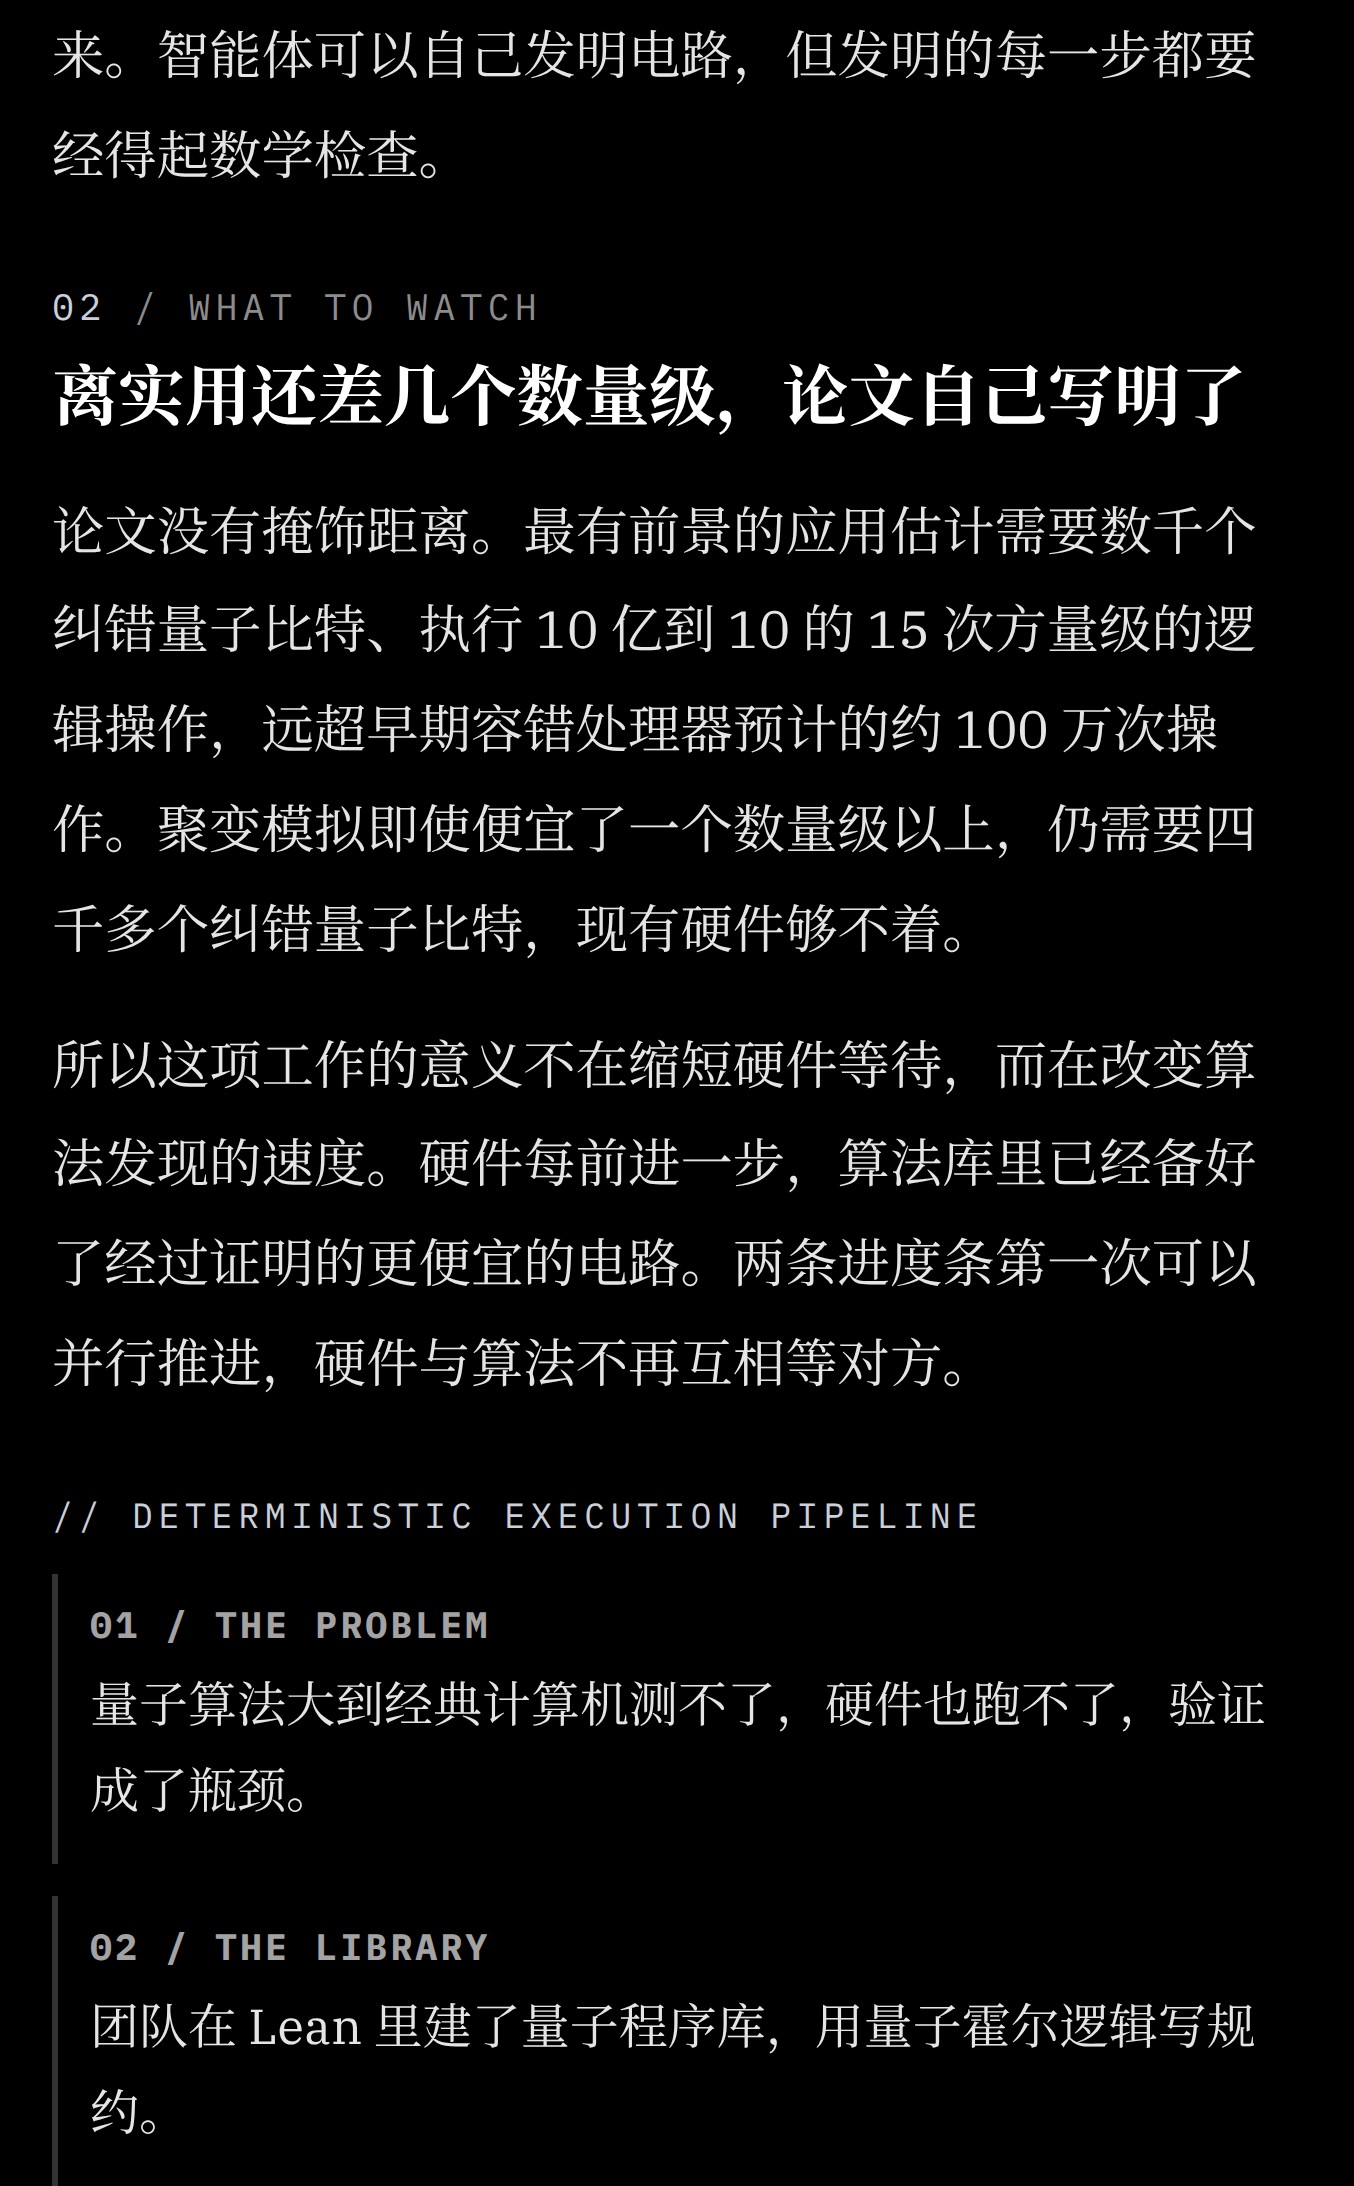 来。智能体可以自己发明电路，但发明的每一步都要
经得起数学检查。
02 / WHAT TO WATCH
离实用还差几个数量级，论文自己写明了
论文没有掩饰距离。最有前景的应用估计需要数千个
纠错量子比特、执行 10 亿到 10 的 15 次方量级的逻
辑操作，远超早期容错处理器预计的约 100 万次操
作。聚变模拟即使便宜了一个数量级以上，仍需要四
千多个纠错量子比特，现有硬件够不着。
所以这项工作的意义不在缩短硬件等待，而在改变算
法发现的速度。硬件每前进一步，算法库里已经备好
了经过证明的更便宜的电路。两条进度条第一次可以
并行推进，硬件与算法不再互相等对方。
// DETERMINISTIC EXECUTION PIPELINE
01 / THE PROBLEM
量子算法大到经典计算机测不了，硬件也跑不了，验证
成了瓶颈。
02 / THE LIBRARY
团队在 Lean 里建了量子程序库，用量子霍尔逻辑写规
约。